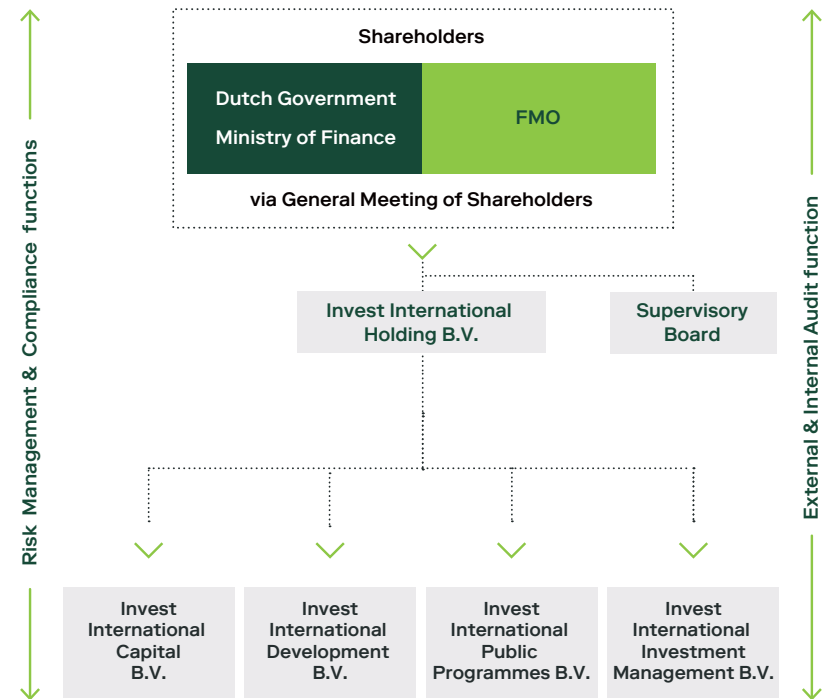 Shareholders
Dutch Government
Ministry of Finance
FMO
via General Meeting of Shareholders
Risk Management & Compliance functions
External & Internal Audit function
Invest International
Holding B.V.
Supervisory
Board
Invest
International
Capital
B.V.
Invest
International
Development
B.V.
Invest
International
Public
Programmes B.V.
Invest
International
Investment
Management B.V.